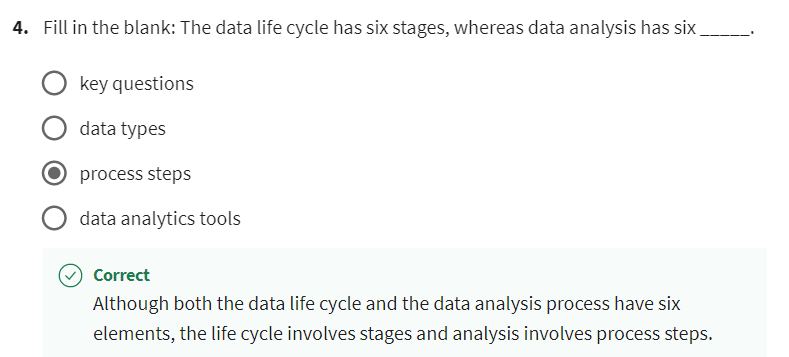 4. Fill in the blank: The data life cycle has six stages, whereas data analysis has six _____.
key questions
data types
process steps
data analytics tools
Correct
Although both the data life cycle and the data analysis process have six
elements, the life cycle involves stages and analysis involves process steps.